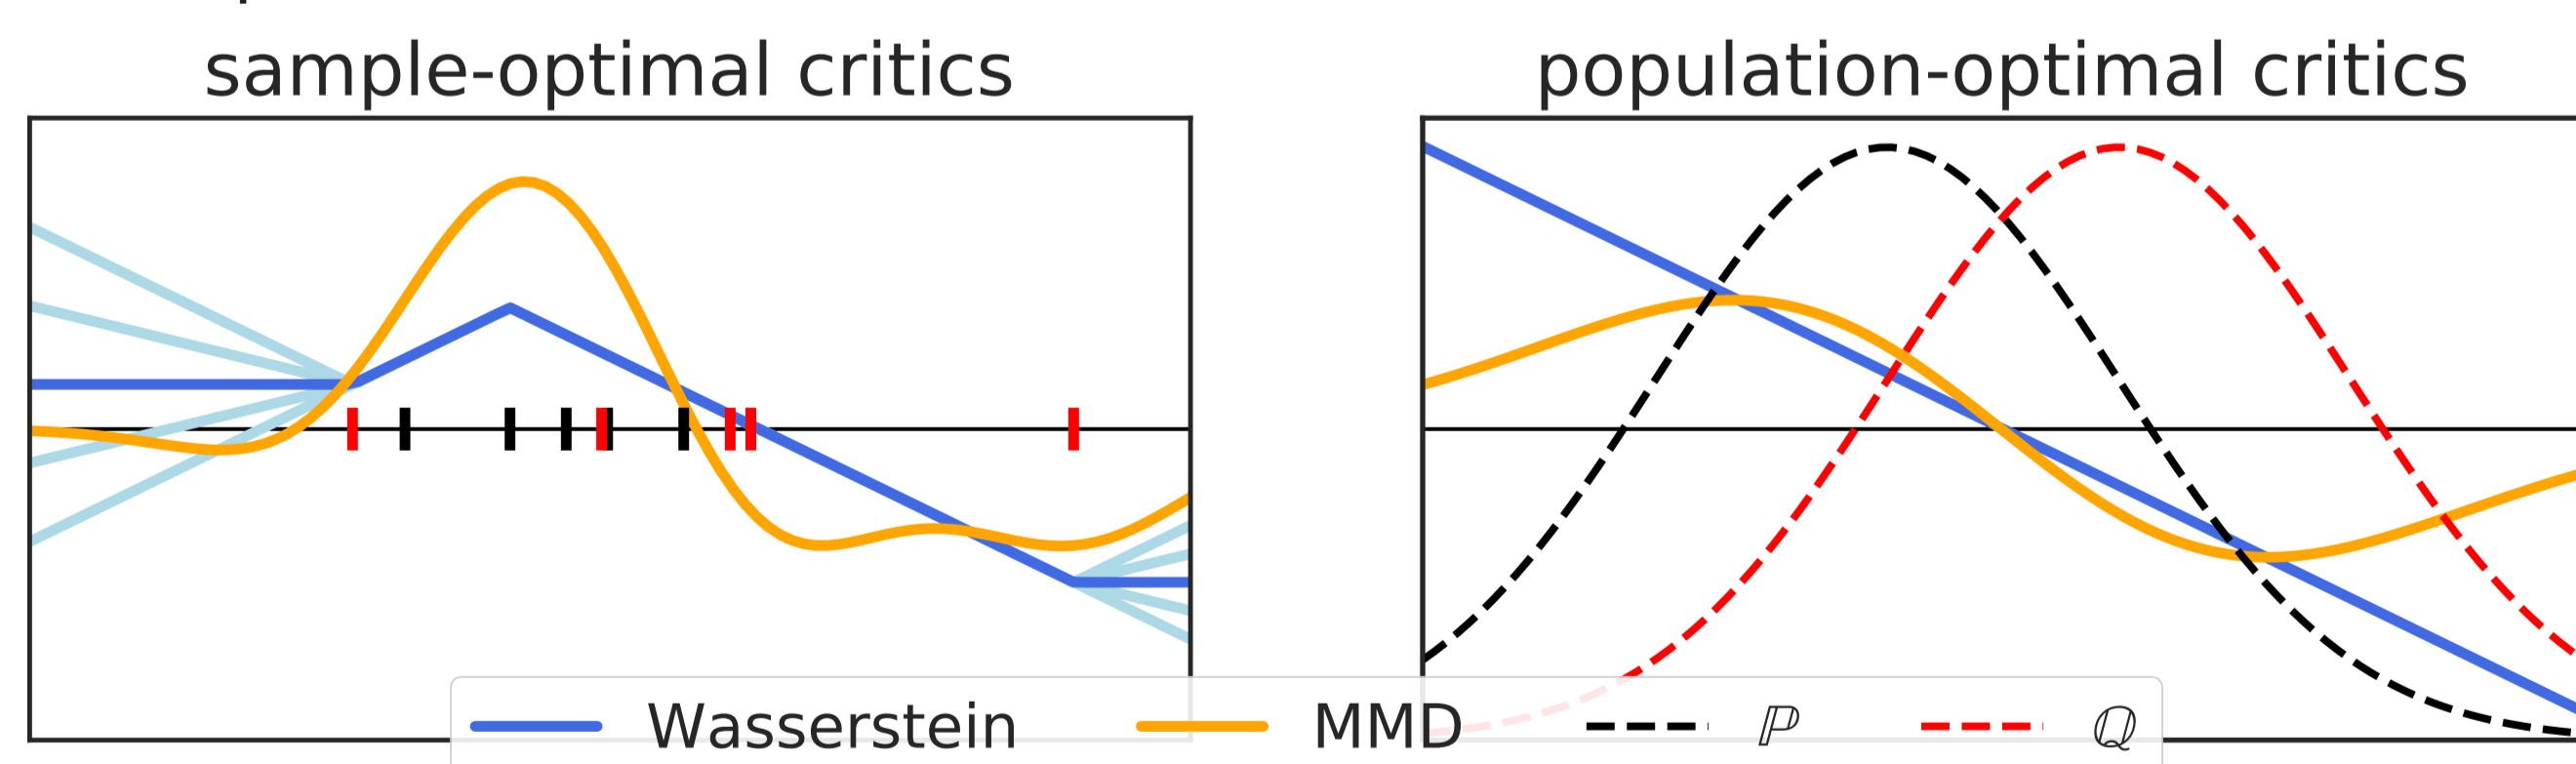 sample-optimal critics
population-optimal critics
Wasserstein MMD ℙ ℚ